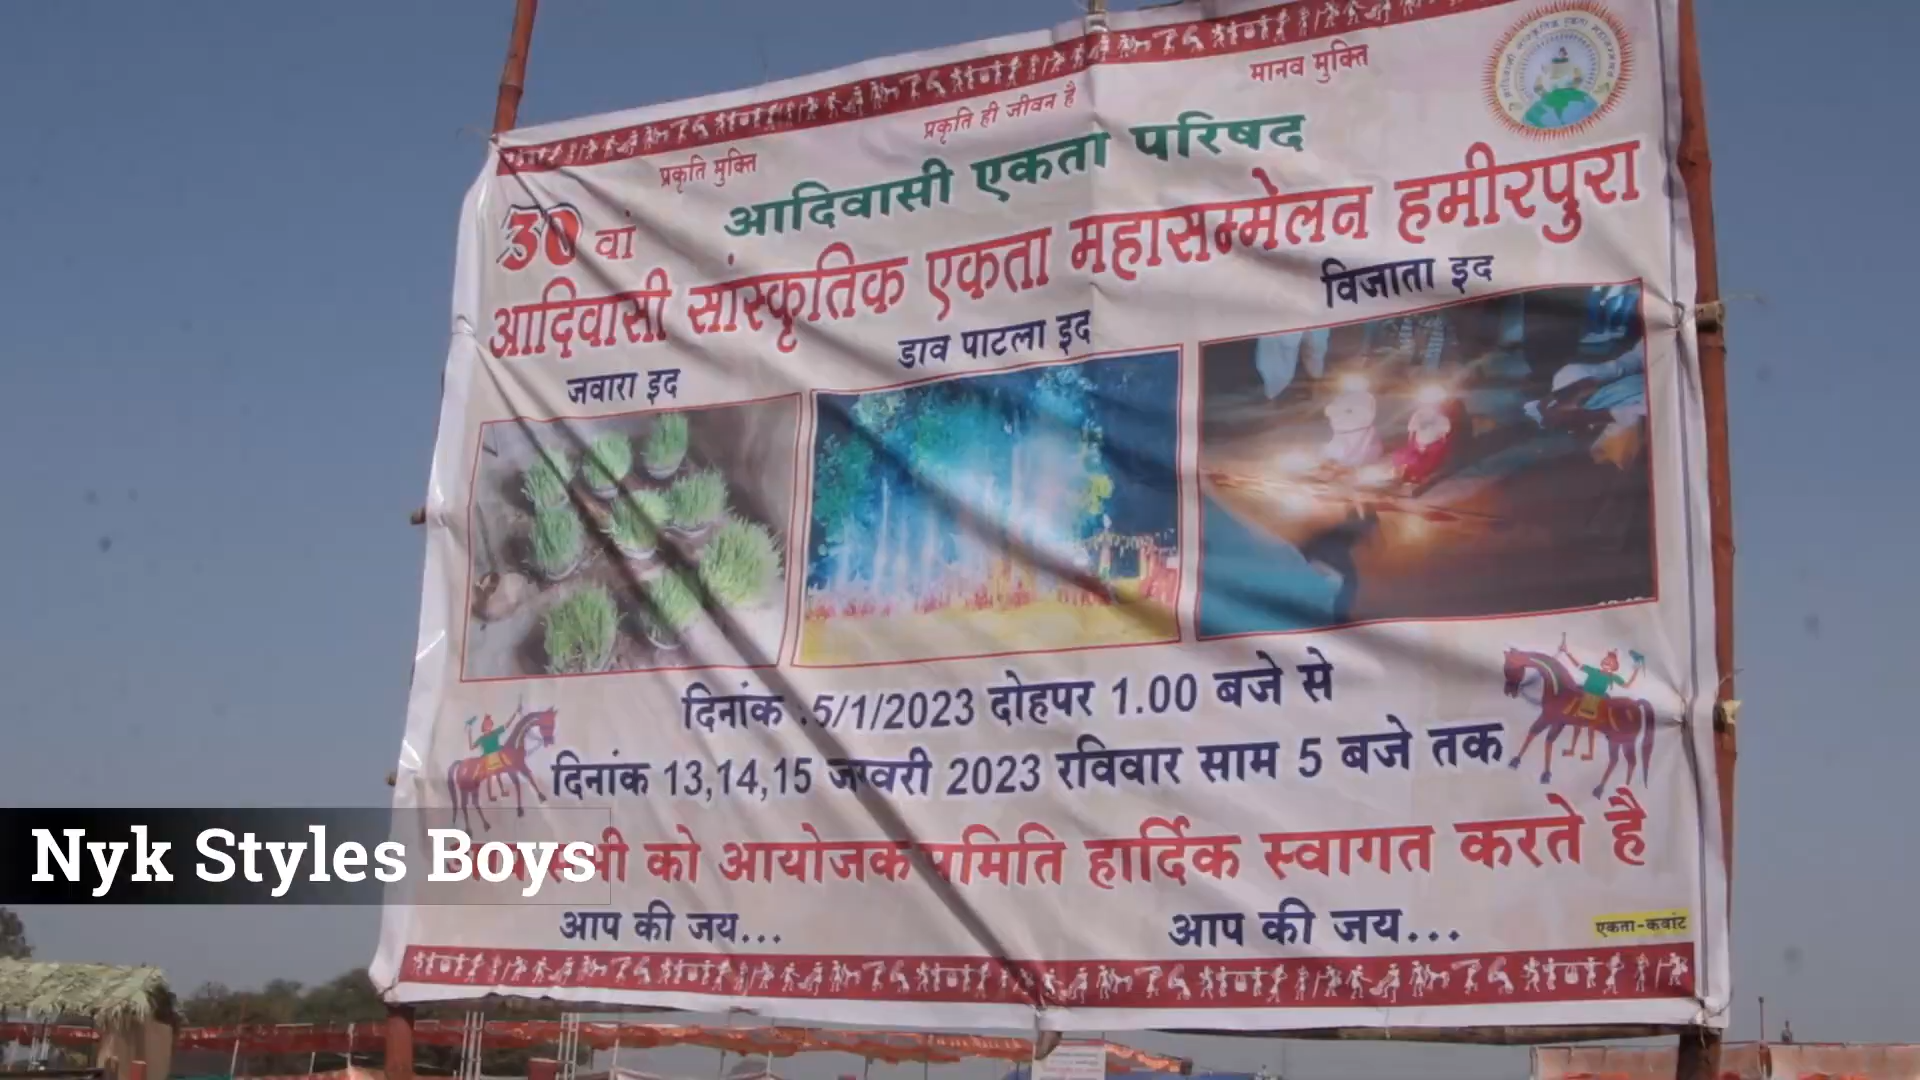 मानव मुक्ति
प्रकृति ही जीवन है
प्रकृति मुक्ति
आदिवासी एकता परिषद
30 वां
आदिवासी सांस्कृतिक एकता महासम्मेलन हमीरपुरा
जवारा इद
डाव पाटला इद
विजाता इद
दिनांक .5/1/2023 दोहपर 1.00 बजे से
दिनांक 13,14,15 2023 रविवार साम 5 बजे तक
को आयोजक हार्दिक स्वागत करते है
Nyk Styles Boys
आप की जय...
आप की जय...
एकता-कवांट